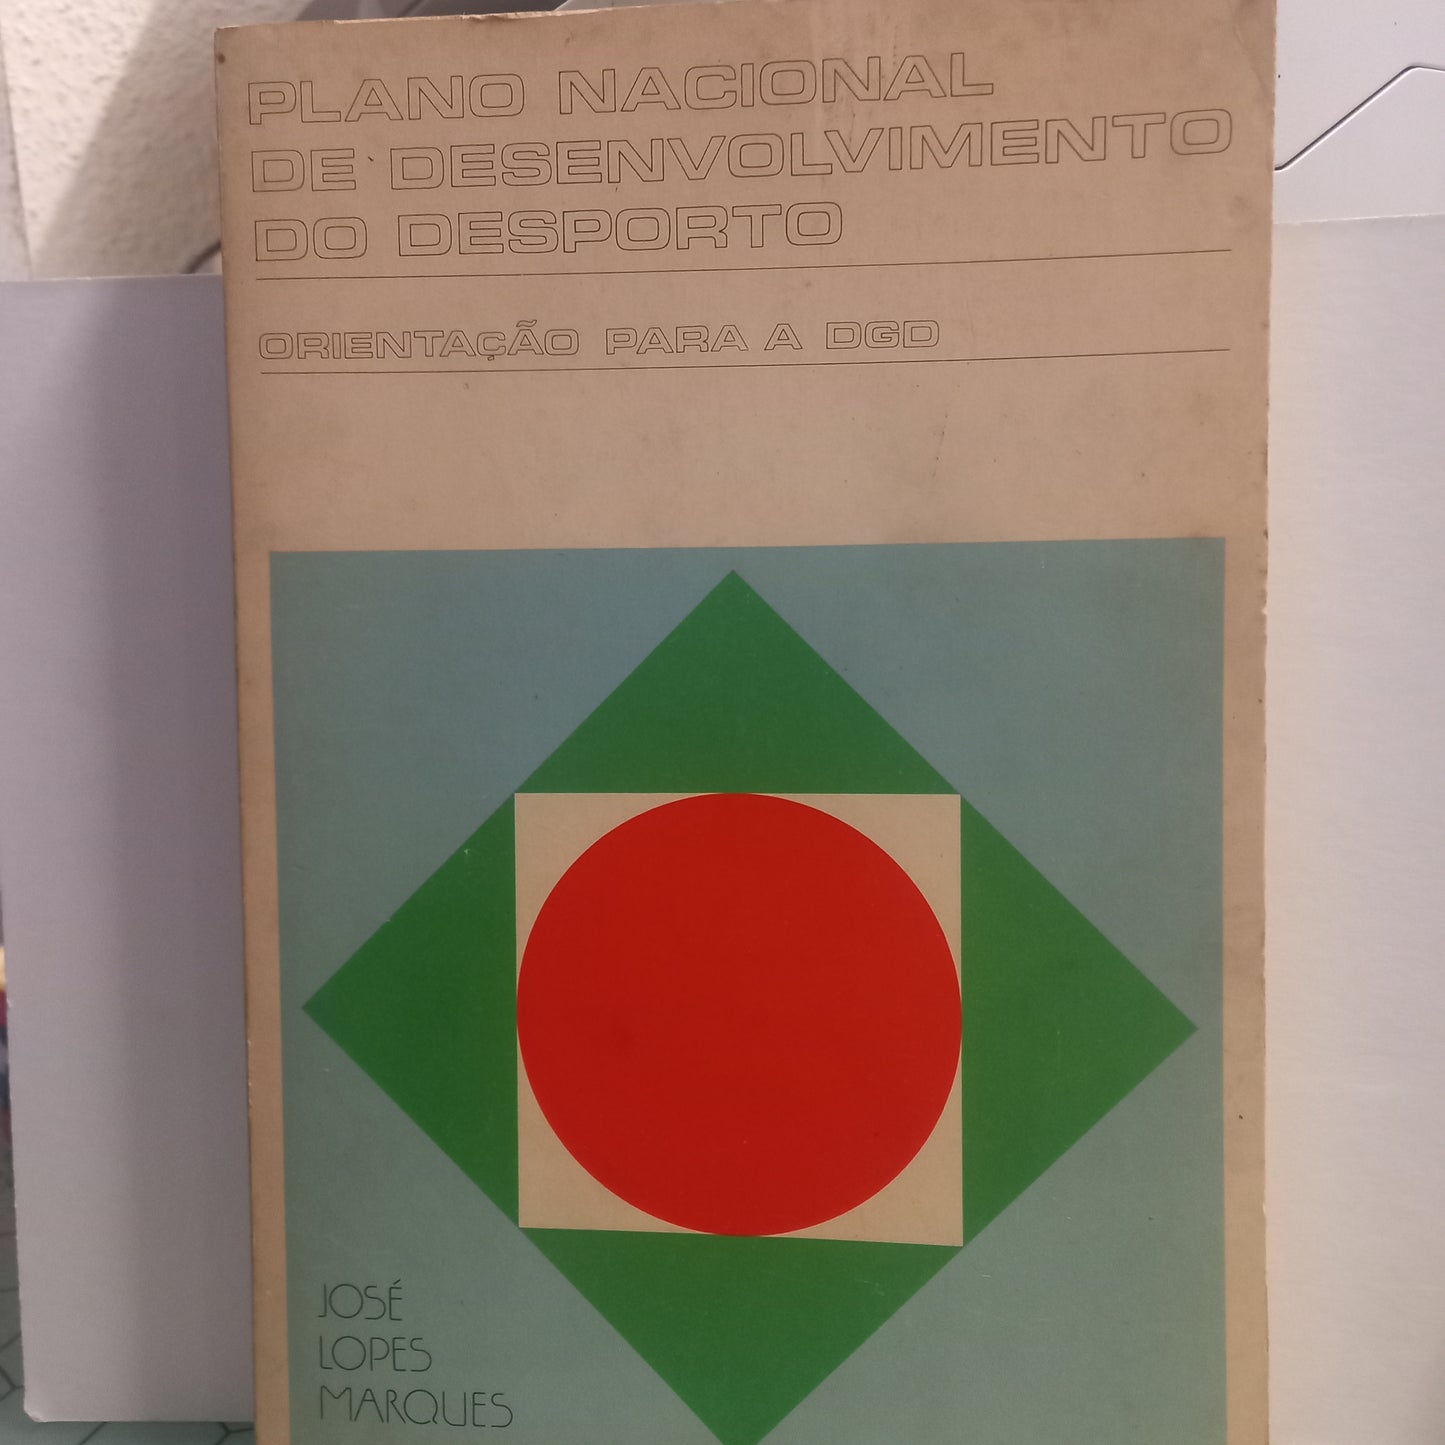 PLANO NACIONAL
DE DESENVOLVIMENTO
DO DESPORTO
ORIENTAÇÃO PARA A DGD
JOSÉ
LOPES
MARQUES